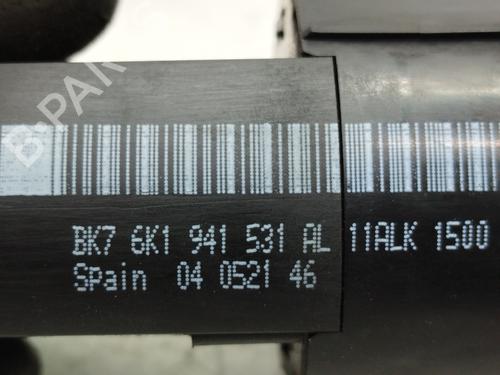 B-PARTS
BK7 6K1 941 531 AL 11ALK 1500
Spain 04 0521 46